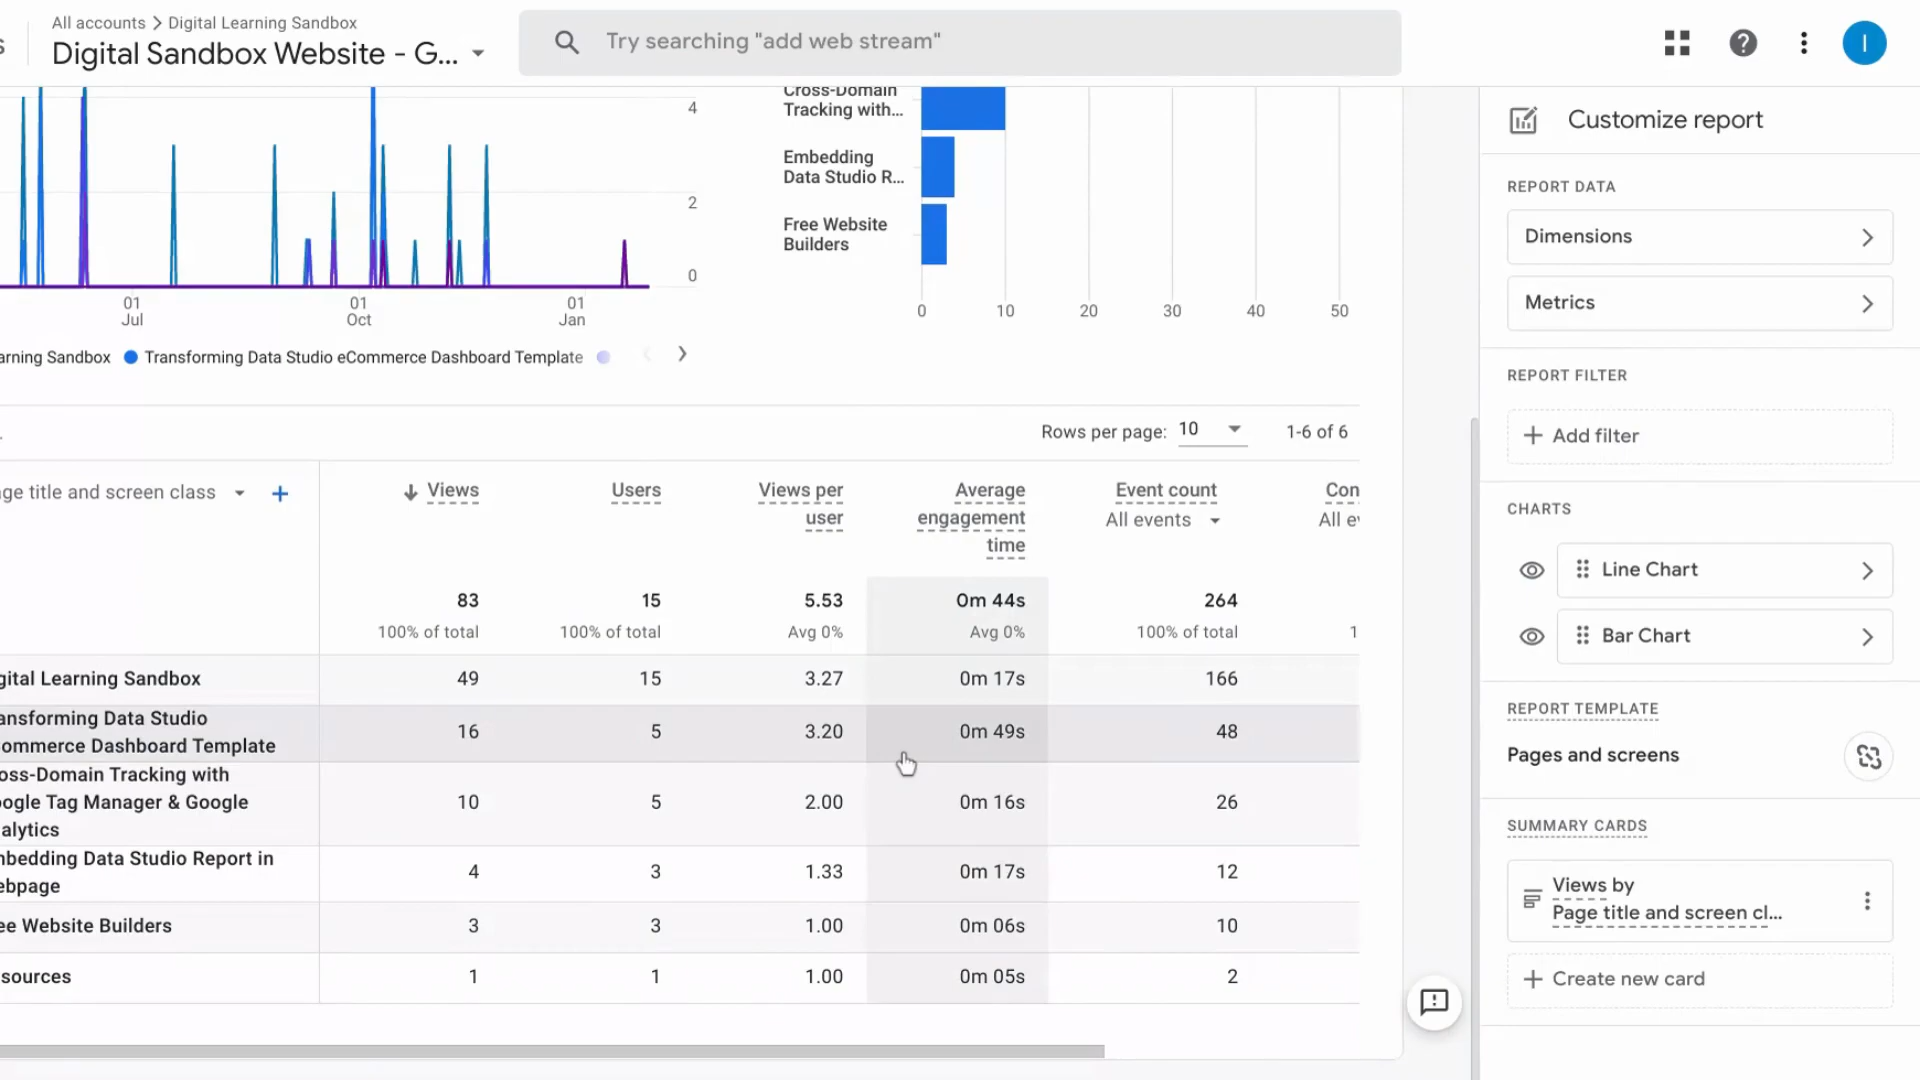 S
All accounts > Digital Learning Sandbox
Digital Sandbox Website - G...
Try searching "add web stream"
I
4
2
0
01
Jul
01
Oct
01
Jan
arning Sandbox
Transforming Data Studio eCommerce Dashboard Template
Cross-Domain
Tracking with...
Embedding
Data Studio R...
Free Website
Builders
0 10 20 30 40 50
Rows per page: 10 1-6 of 6
ge title and screen class +
Views Users Views per user Average engagement time Event count All events Con All ev
83 15 5.53 0m 44s 264
100% of total 100% of total Avg 0% Avg 0% 100% of total 1
gital Learning Sandbox 49 15 3.27 0m 17s 166
ansforming Data Studio
ommerce Dashboard Template 16 5 3.20 0m 49s 48
oss-Domain Tracking with
oogle Tag Manager & Google
alytics 10 5 2.00 0m 16s 26
mbedding Data Studio Report in
ebpage 4 3 1.33 0m 17s 12
ee Website Builders 3 3 1.00 0m 06s 10
sources 1 1 1.00 0m 05s 2
Customize report
REPORT DATA
Dimensions
Metrics
REPORT FILTER
+ Add filter
CHARTS
Line Chart
Bar Chart
REPORT TEMPLATE
Pages and screens
SUMMARY CARDS
Views by
Page title and screen cl...
+ Create new card